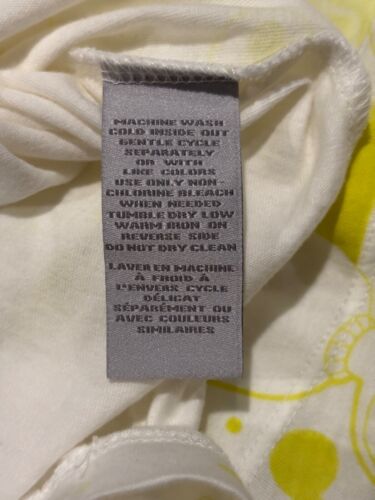 MACHINE WASH
COLD INSIDE OUT
GENTLE CYCLE
SEPARATELY
OR WITH
LIKE COLORS
USE ONLY NON-
CHLORINE BLEACH
WHEN NEEDED
TUMBLE DRY LOW
WARM IRON ON
REVERSE SIDE
DO NOT DRY CLEAN
LAVER EN MACHINE
À FROID À
L'ENVERS CYCLE
DÉLICAT
SÉPARÉMENT OU
AVEC COULEURS
SIMILAIRES